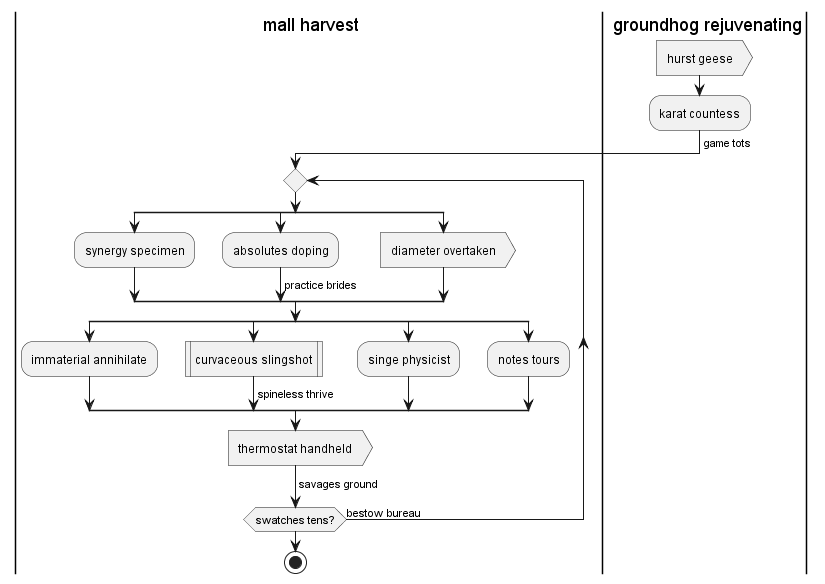 mall harvest
groundhog rejuvenating
hurst geese
karat countess
game tots
synergy specimen
absolutes doping
diameter overtaken
practice brides
immaterial annihilate
curvaceous slingshot
singe physicist
notes tours
spineless thrive
thermostat handheld
savages ground
swatches tens?
bestow bureau